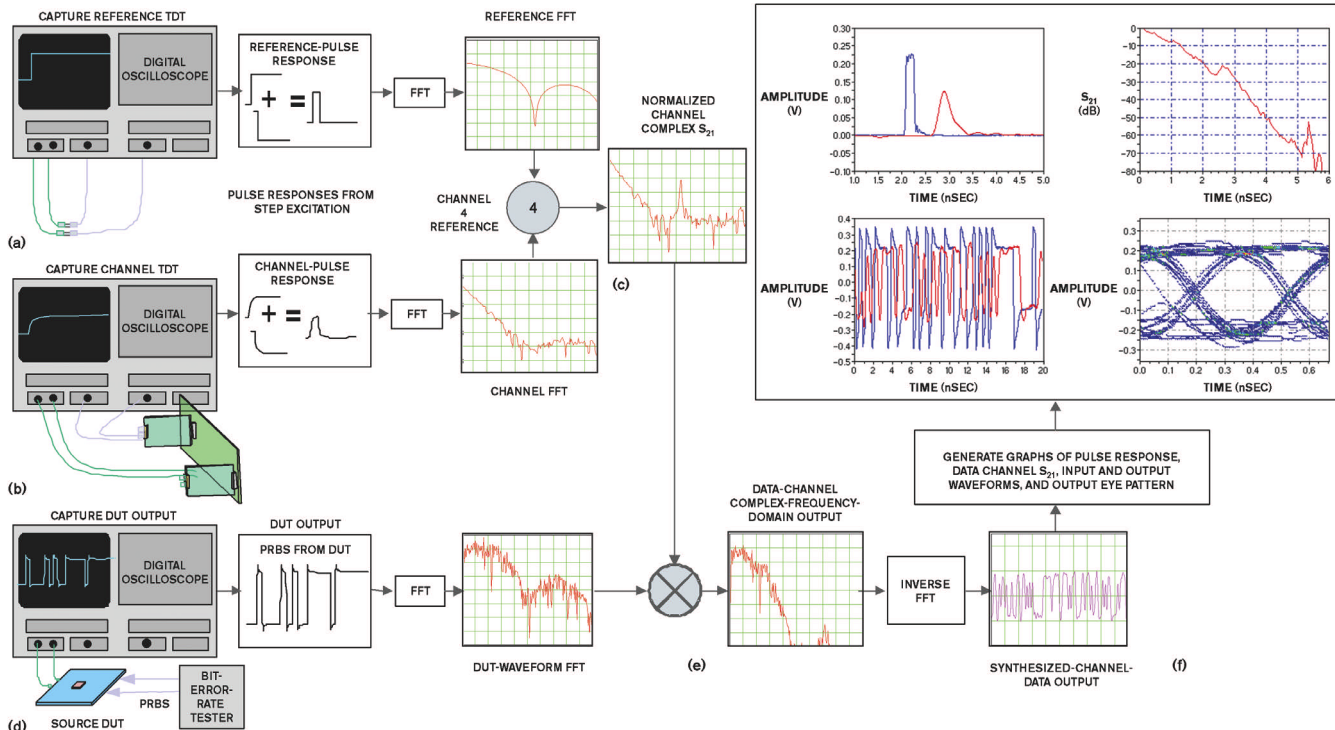 CAPTURE REFERENCE TDT
DIGITAL
OSCILLOSCOPE
REFERENCE-PULSE
RESPONSE
+ =
FFT
REFERENCE FFT
(a)
PULSE RESPONSES FROM
STEP EXCITATION
CHANNEL
4
REFERENCE
4
NORMALIZED
CHANNEL
COMPLEX S21
(c)
CAPTURE CHANNEL TDT
DIGITAL
OSCILLOSCOPE
CHANNEL-PULSE
RESPONSE
+ =
FFT
CHANNEL FFT
(b)
CAPTURE DUT OUTPUT
DIGITAL
OSCILLOSCOPE
DUT OUTPUT
PRBS FROM DUT
FFT
DUT-WAVEFORM FFT
(e)
DATA-CHANNEL
COMPLEX-FREQUENCY-
DOMAIN OUTPUT
INVERSE
FFT
SYNTHESIZED-CHANNEL-
DATA OUTPUT
(f)
PRBS
BIT-
ERROR-
RATE
TESTER
SOURCE DUT
(d)
GENERATE GRAPHS OF PULSE RESPONSE,
DATA CHANNEL S21, INPUT AND OUTPUT
WAVEFORMS, AND OUTPUT EYE PATTERN
AMPLITUDE
(V)
0.30
0.25
0.20
0.15
0.10
0.05
0.00
-0.05
-0.10
1.0 1.5 2.0 2.5 3.0 3.5 4.0 4.5 5.0
TIME (nSEC)
S21
(dB)
0
-10
-20
-30
-40
-50
-60
-70
-80
0 1 2 3 4 5 6
TIME (nSEC)
AMPLITUDE
(V)
0.4
0.3
0.2
0.1
0.0
-0.1
-0.2
-0.3
-0.4
-0.5
0 2 4 6 8 10 12 14 16 18 20
TIME (nSEC)
AMPLITUDE
(V)
0.3
0.2
0.1
0.0
-0.1
-0.2
-0.3
0.0 0.1 0.2 0.3 0.4 0.5 0.6
TIME (nSEC)